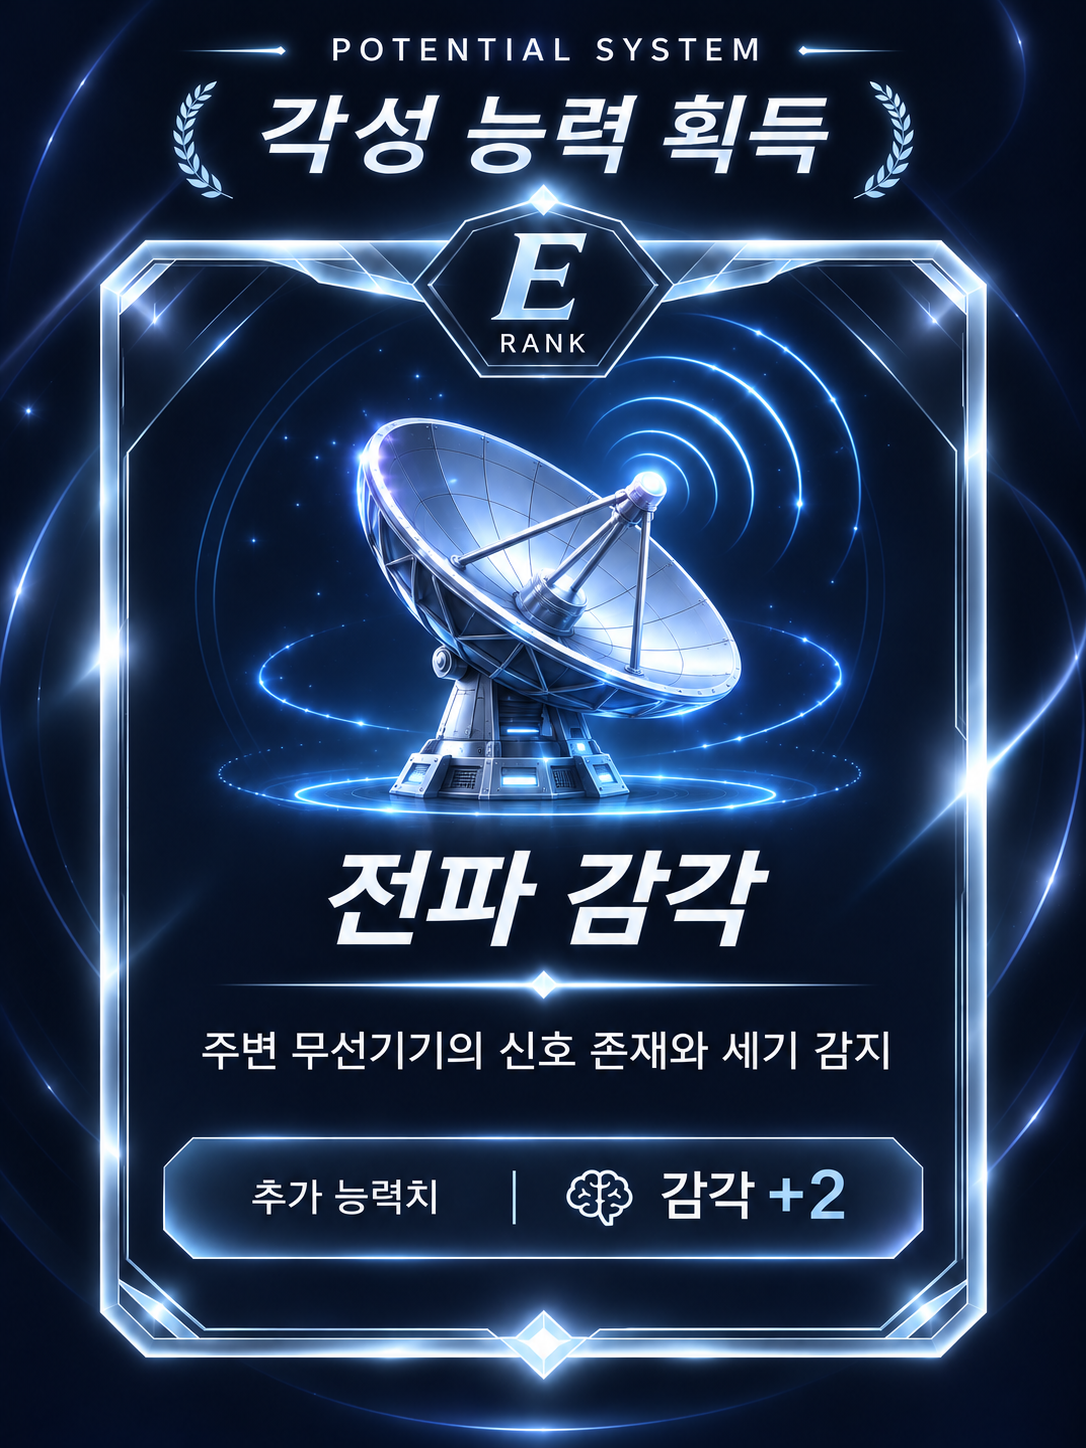 POTENTIAL SYSTEM
각성 능력 획득
E
RANK
전파 감각
주변 무선기기의 신호 존재와 세기 감지
추가 능력치 | 감각 +2